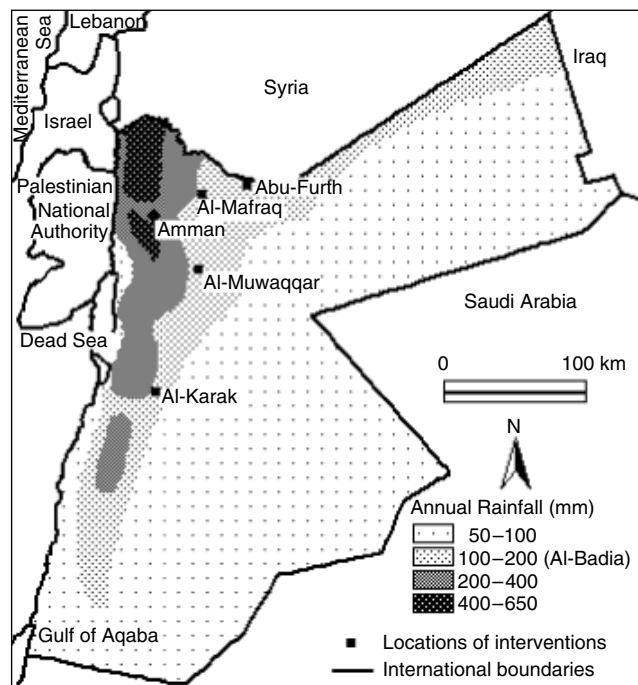 Mediterranean
Sea
Lebanon
Iraq
Syria
Israel
Palestinian
National
Authority
Abu-Furth
Al-Mafraq
Amman
Al-Muwaqqar
Saudi Arabia
Dead Sea
0 100 km
Al-Karak
N
Annual Rainfall (mm)
50–100
100–200 (Al-Badia)
200–400
400–650
Gulf of Aqaba
Locations of interventions
International boundaries